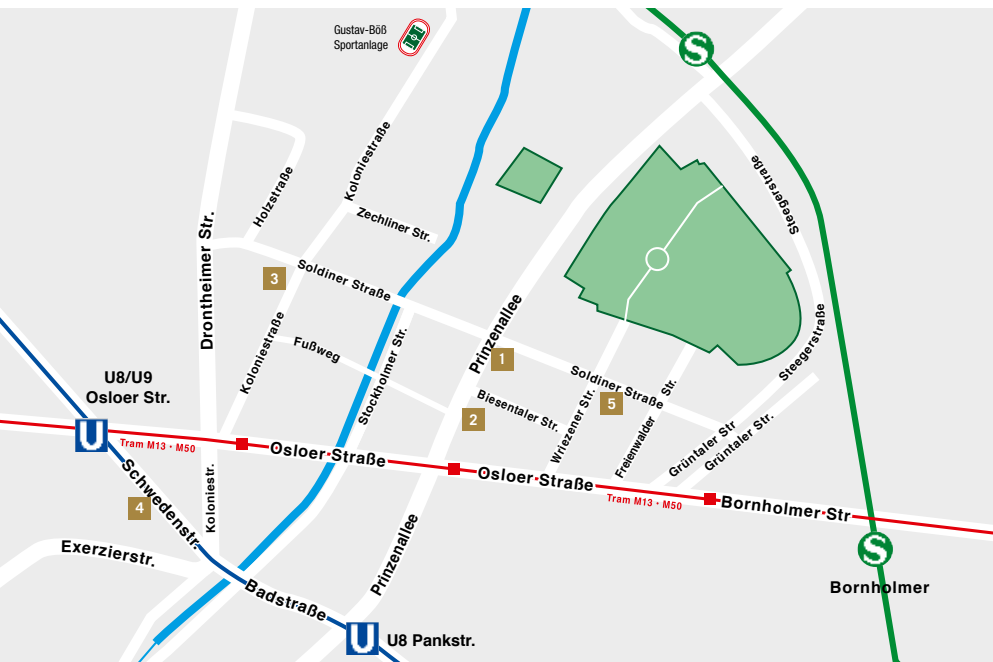 Gustav-Böß
Sportanlage
S
Koloniestraße
Holzstraße
Zechliner Str.
Steegerstraße
Drontheimer Str.
Soldiner Straße
3
Koloniestraße
Fußweg
Stockholmer Str.
Prinzenallee
1
Steegerstraße
U8/U9
Osloer Str.
U
Tram M13 · M50
Soldiner Straße
5
Biesentaler Str.
2
Wriezener Str.
Freienwalder Str.
Grüntaler Str
Grüntaler Str.
Osloer Straße
Osloer Straße
Tram M13 · M50
Bornholmer Str
Schwedenstr.
4
Koloniestr.
Exerzierstr.
Prinzenallee
S
Bornholmer
Badstraße
U
U8 Pankstr.